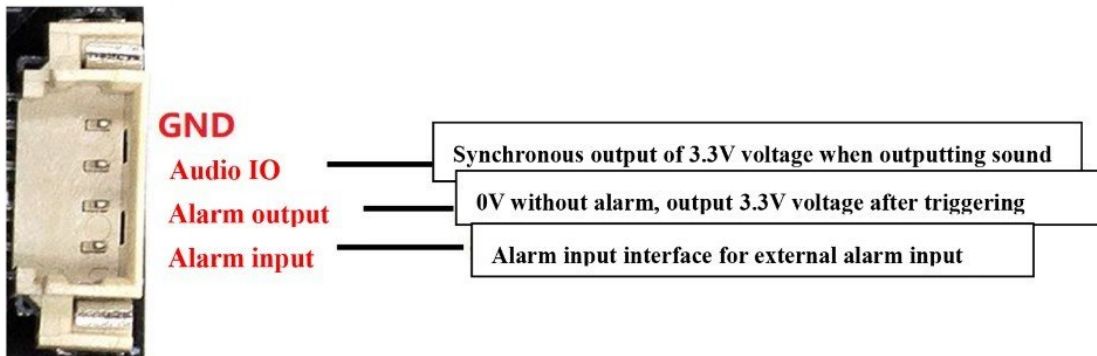 GND
Audio IO
Synchronous output of 3.3V voltage when outputting sound
Alarm output
0V without alarm, output 3.3V voltage after triggering
Alarm input
Alarm input interface for external alarm input